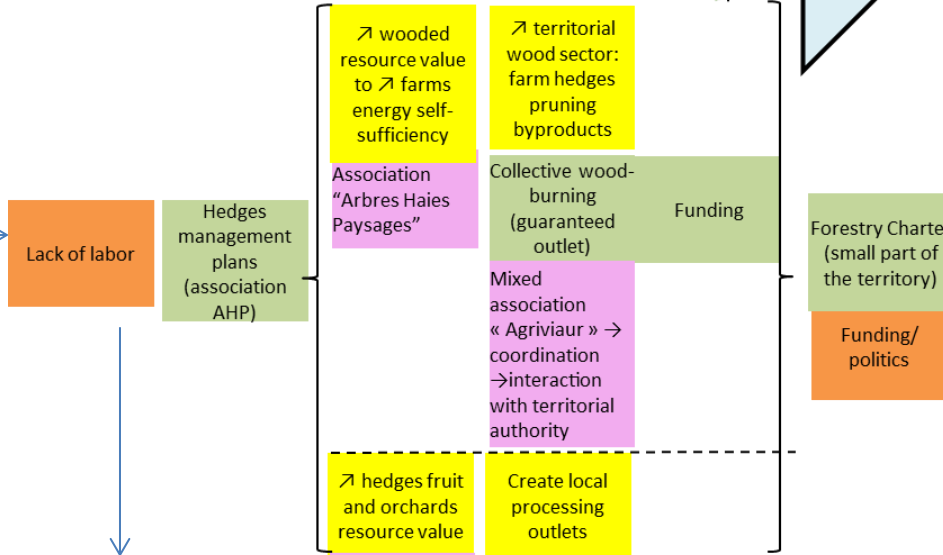 ↗ wooded
resource value
to ↗ farms
energy self-
sufficiency
↗ territorial
wood sector:
farm hedges
pruning
byproducts
Association
“Arbres Haies
Paysages”
Collective wood-
burning
(guaranteed
outlet)
Funding
Lack of labor
Hedges
management
plans
(association
AHP)
Mixed
association
« Agriviaur » →
coordination
→interaction
with territorial
authority
Forestry Charte
(small part of
the territory)
Funding/
politics
↗ hedges fruit
and orchards
resource value
Create local
processing
outlets